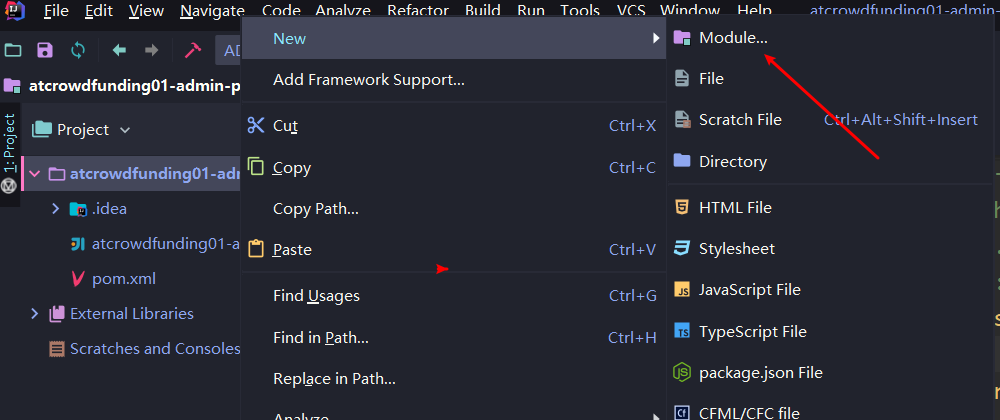 File Edit View Navigate Code Analyze Refactor Build Run Tools VCS Window Help atcrowdfunding01-admin-
New
Module...
atcrowdfunding01-admin-p
Add Framework Support...
File
Cut Ctrl+X
Scratch File Ctrl+Alt+Shift+Insert
1: Project
Project
Copy Ctrl+C
Directory
atcrowdfunding01-adm
.idea
Copy Path...
HTML File
atcrowdfunding01-a
Paste Ctrl+V
Stylesheet
pom.xml
Find Usages Ctrl+G
JavaScript File
External Libraries
Find in Path... Ctrl+H
TypeScript File
Scratches and Consoles
Replace in Path...
package.json File
Analyze
CFML/CFC file